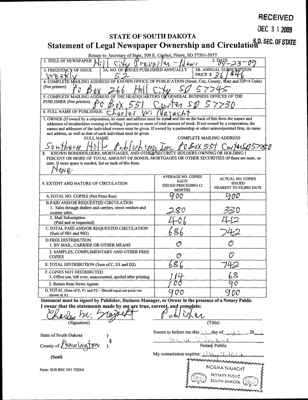 RECEIVED
DEC 31 2009
S.D. SEC. OF STATE
STATE OF SOUTH DAKOTA
Statement of Legal Newspaper Ownership and Circulation
Return to: Secretary of State, 500 E. Capitol, Pierre, SD 57501-5077
1. TITLE OF NEWSPAPER Hill City Prevailer-News
2. DATE 09-23-09
3. FREQUENCY OF ISSUE Weekly
3A. NO. OF ISSUES PUBLISHED ANNUALLY 52
3B. ANNUAL SUBSCRIPTION PRICE $ 36/$46
4. COMPLETE MAILING ADDRESS OF KNOWN OFFICE OF PUBLICATION (Street, City, County, State and ZIP+4 Code) (Not printers)
PO Box 266 Hill City SD 57745
5. COMPLETE MAILING ADDRESS OF THE HEADQUARTERS OF GENERAL BUSINESS OFFICES OF THE PUBLISHER (Not printers)
PO Box 551 Custer SD 57730
6. FULL NAME OF PUBLISHER: Charles W. Najacht
7. OWNER (If owned by a corporation, its name and address must be stated and also on the back of this form the names and addresses of stockholders owning or holding 1 percent or more of total amount of stock. If not owned by a corporation, the names and addresses of the individual owners must be given. If owned by a partnership or other unincorporated firm, its name and address, as well as that of each individual must be given.
FULL NAME COMPLETE MAILING ADDRESS
Southern Hills Publishing Inc. PO Box 551 Custer SD 57730
8. KNOWN BONDHOLDERS, MORTGAGEES, AND OTHER SECURITY HOLDERS OWNING OR HOLDING 1 PERCENT OR MORE OF TOTAL AMOUNT OF BONDS, MORTGAGES OR OTHER SECURITIES (If there are none, so state. If more space is needed, list on back of this form.
None
9. EXTENT AND NATURE OF CIRCULATION
AVERAGE NO. COPIES EACH ISSUED PRECEDING 12 MONTHS
ACTUAL NO. COPIES ISSUED NEAREST TO FILING DATE
A. TOTAL NO. COPIES (Net Press Run) 900 900
B. PAID AND/OR REQUESTED CIRCULATION
1. Sales through dealers and carriers, street vendors and counter sales. 280 330
2. Mail Subscription (Paid and or requested) 406 412
C. TOTAL PAID AND/OR REQUESTED CIRCULATION (Sum of 9B1 and 9B2) 686 742
D. FREE DISTRIBUTION
1. BY MAIL, CARRIER OR OTHER MEANS 0 0
2. SAMPLES, COMPLIMENTARY AND OTHER FREE COPIES 0 0
E. TOTAL DISTRIBUTION (Sum of C, D1 and D2) 686 742
F. COPIES NOT DISTRIBUTED
1. Office use, left over, unaccounted, spoiled after printing 114 68
2. Return from News Agents 100 90
G. TOTAL (Sum of E, F1 and F2 - Should equal net press run shown in A) 900 900
Statement must be signed by Publisher, Business Manager, or Owner in the presence of a Notary Public
I swear that the statements made by me are true, correct, and complete:
Charles W. Najacht Publisher
(Signature) (Title)
State of South Dakota )
County of Pennington )
(Seal)
Sworn to before me this day of
Notary Public
My commission expires:
NORMA NAJACHT
NOTARY PUBLIC
SOUTH DAKOTA
Form: SOS REC 051 7/2004